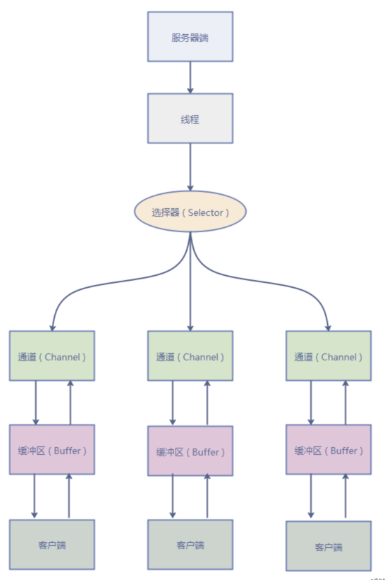 服务器端
线程
选择器 ( Selector )
通道 ( Channel )
通道 ( Channel )
通道 ( Channel )
缓冲区 ( Buffer )
缓冲区 ( Buffer )
缓冲区 ( Buffer )
客户端
客户端
客户端